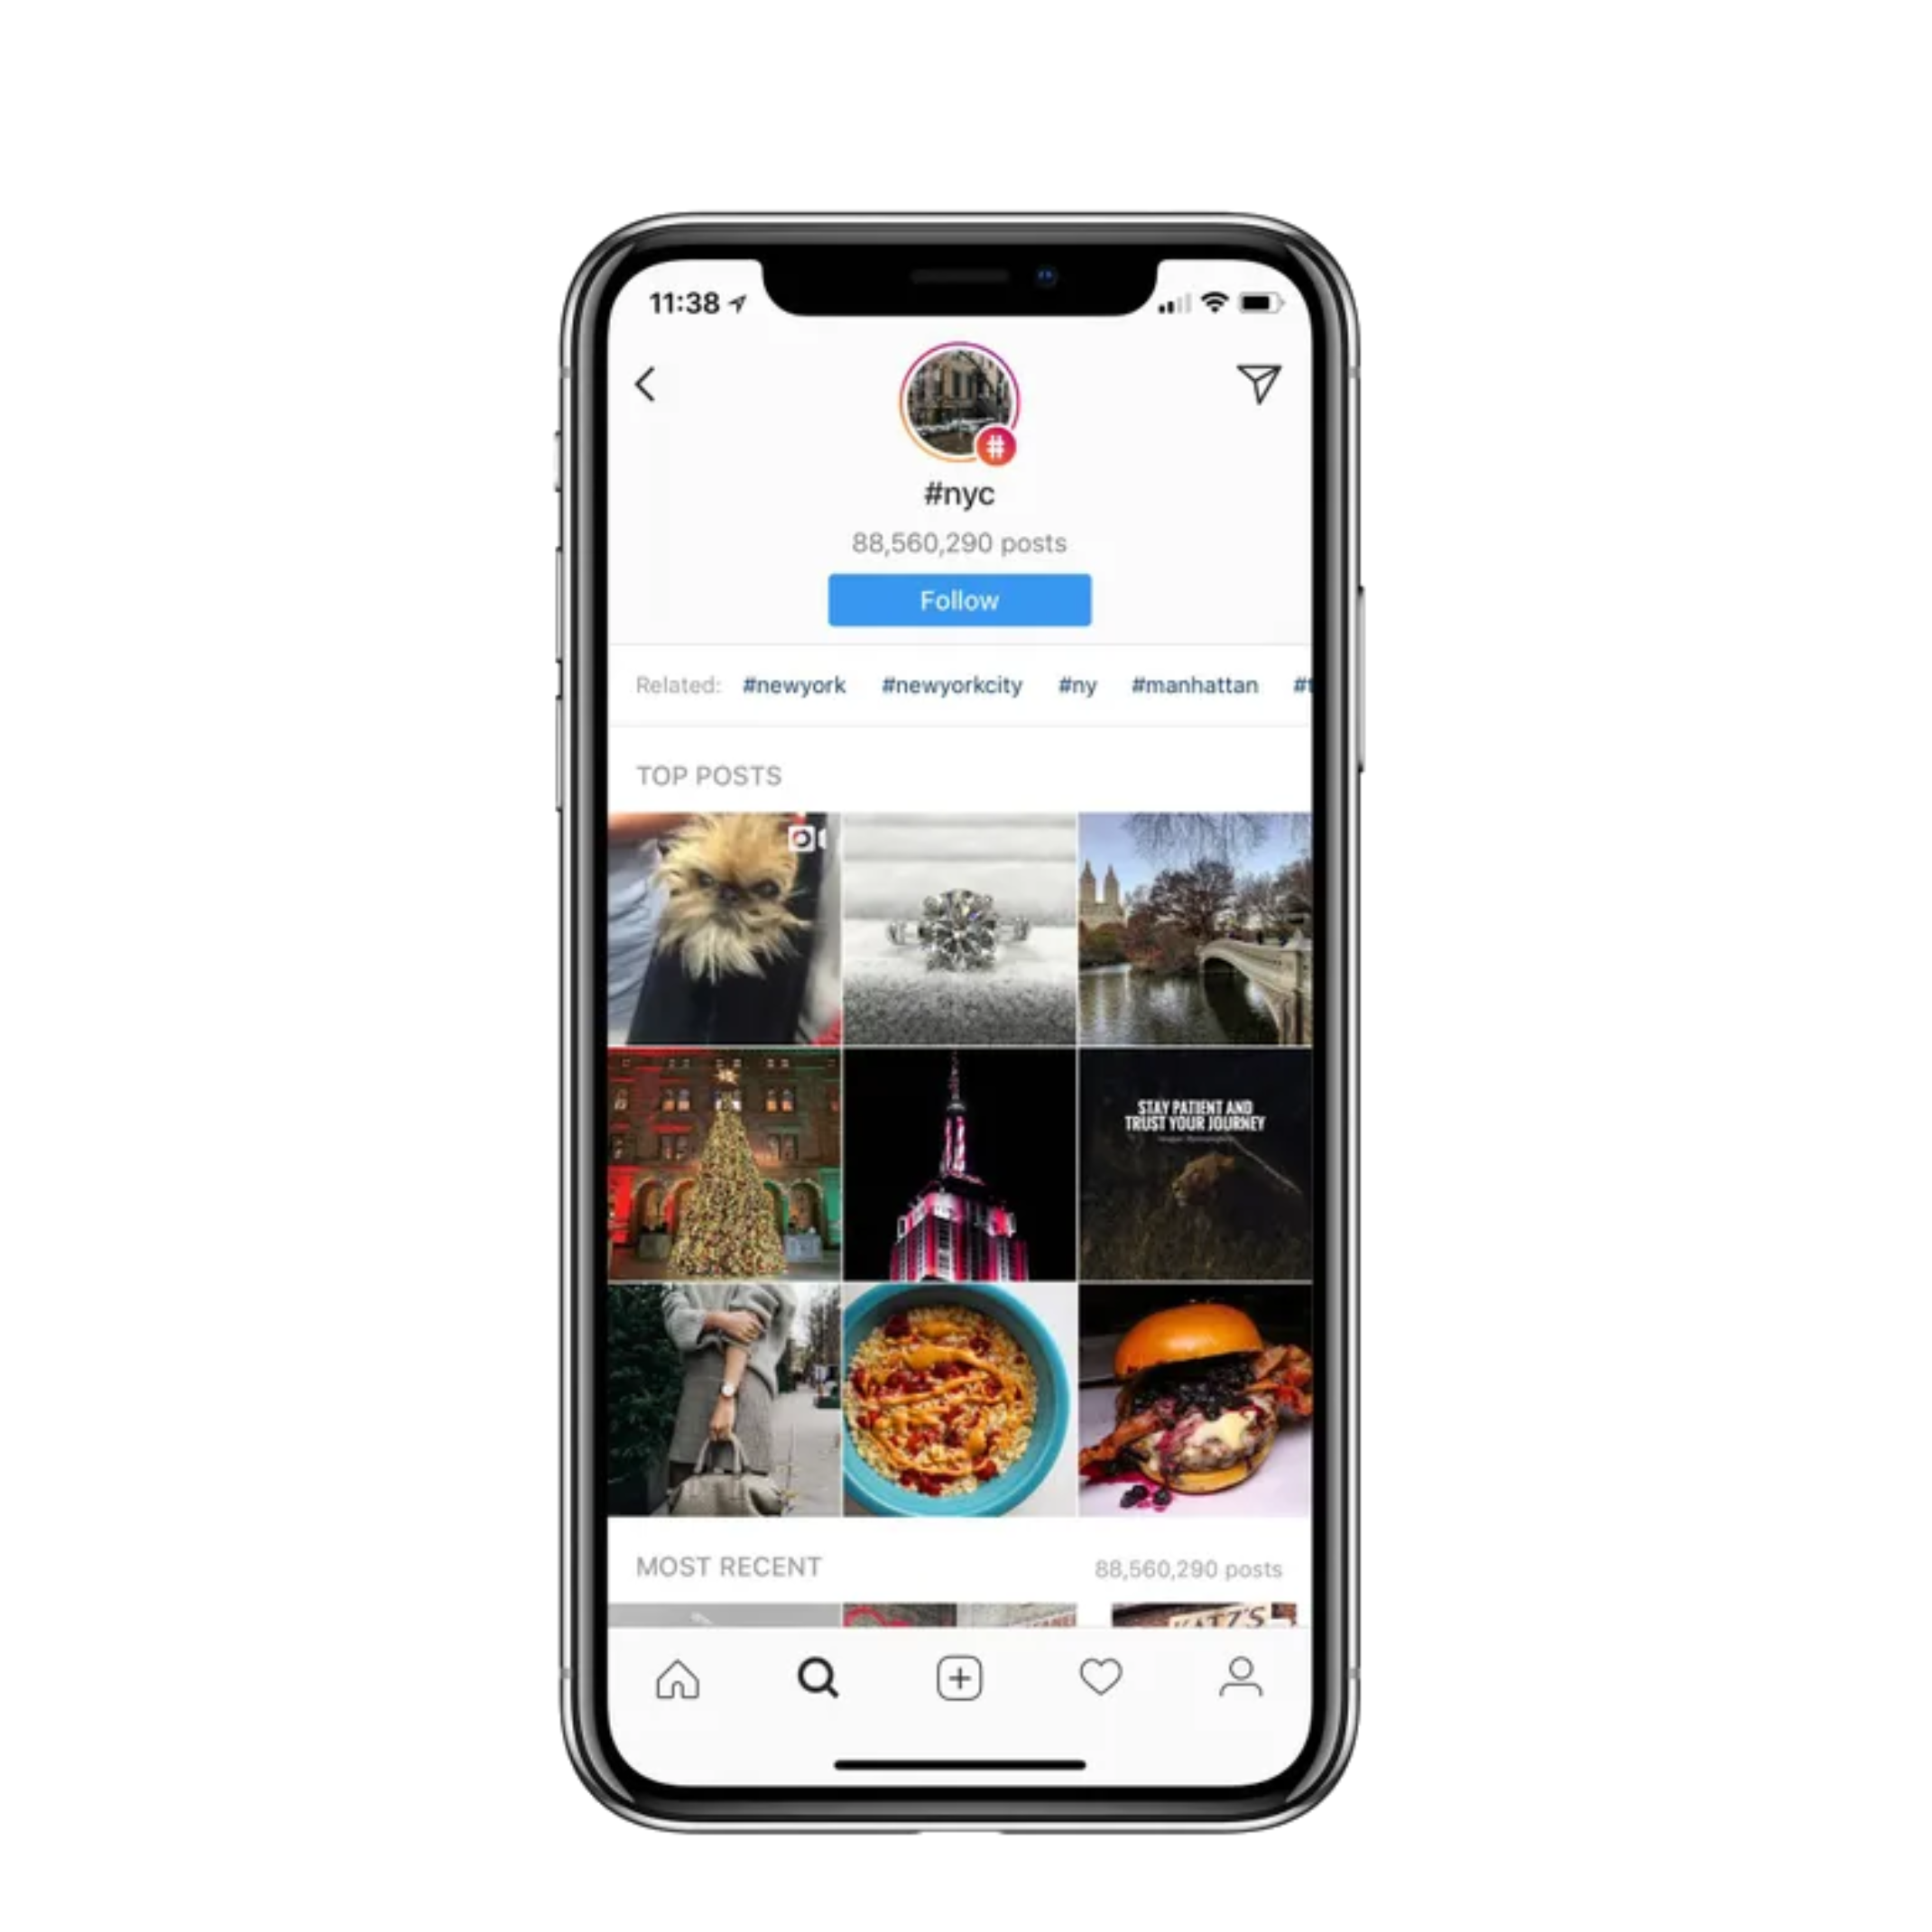 11:38
#
#nyc
88,560,290 posts
Follow
Related: #newyork #newyorkcity #ny #manhattan #t
TOP POSTS
STAY PATIENT AND
TRUST YOUR JOURNEY
MOST RECENT 88,560,290 posts
KATZ'S